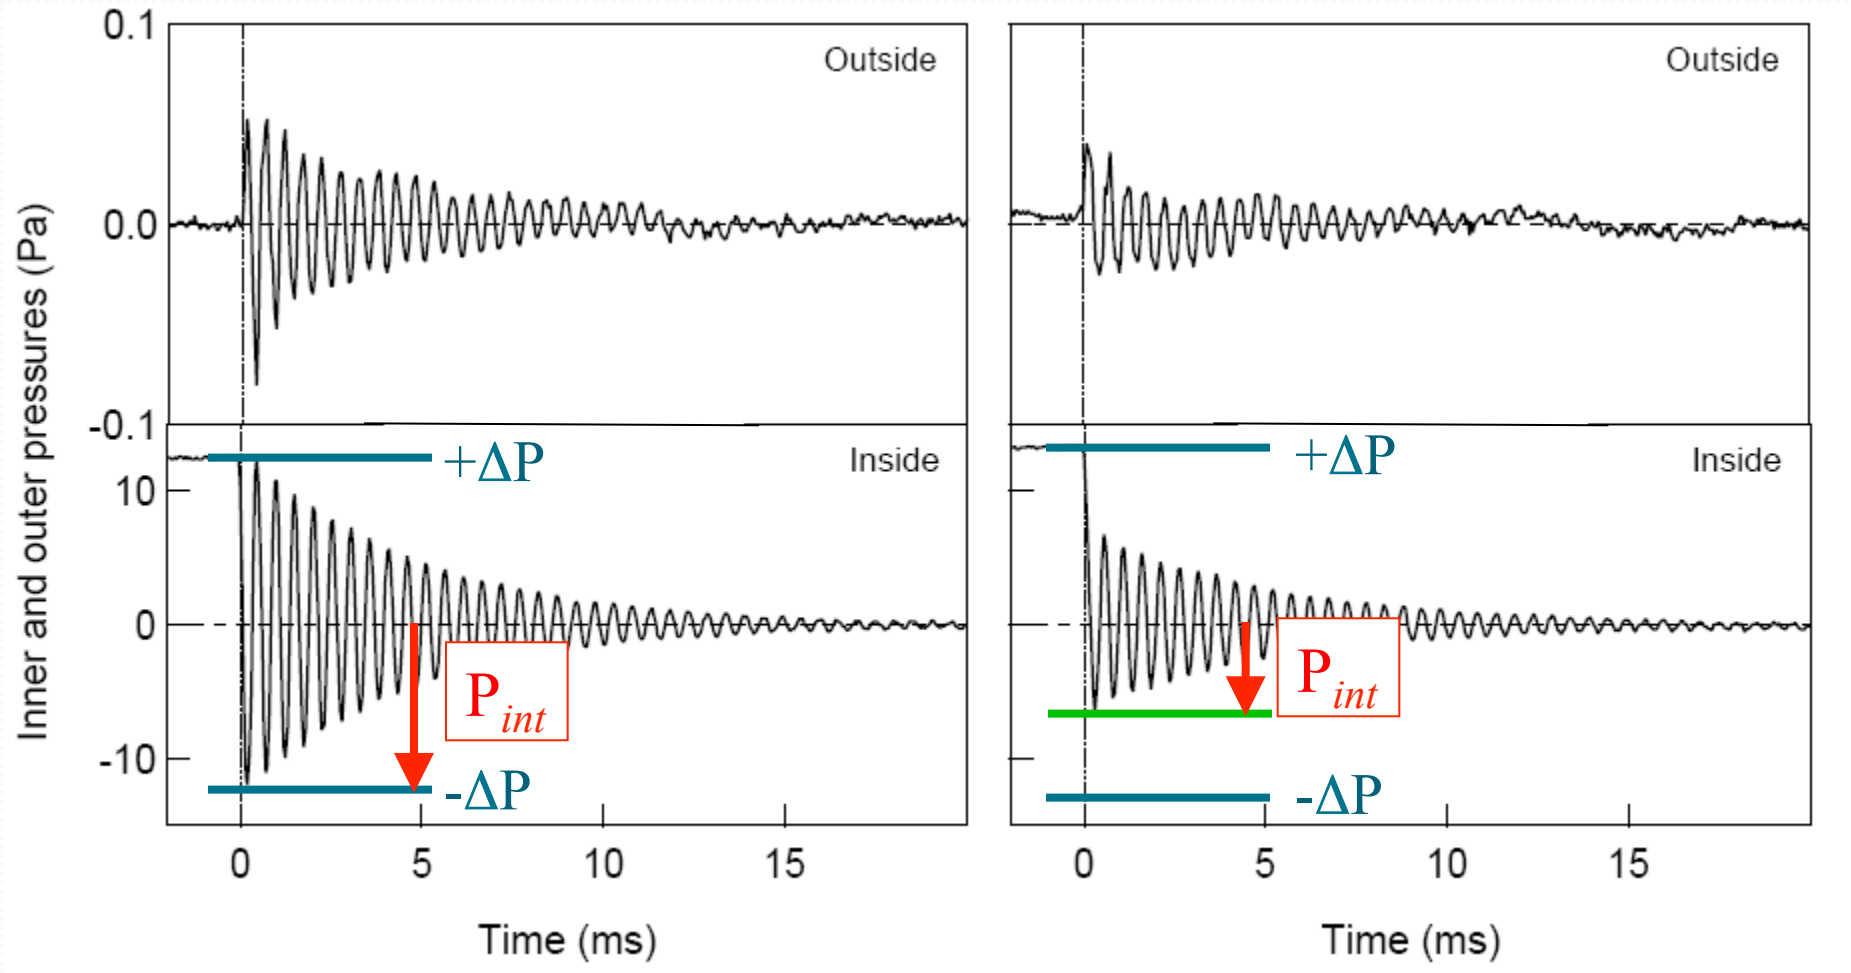 Inner and outer pressures (Pa)
0.1
0.0
-0.1
10
0
-10
Outside
+ΔP
Inside
P int
-ΔP
0 5 10 15
Time (ms)
Outside
+ΔP
Inside
P int
-ΔP
0 5 10 15
Time (ms)